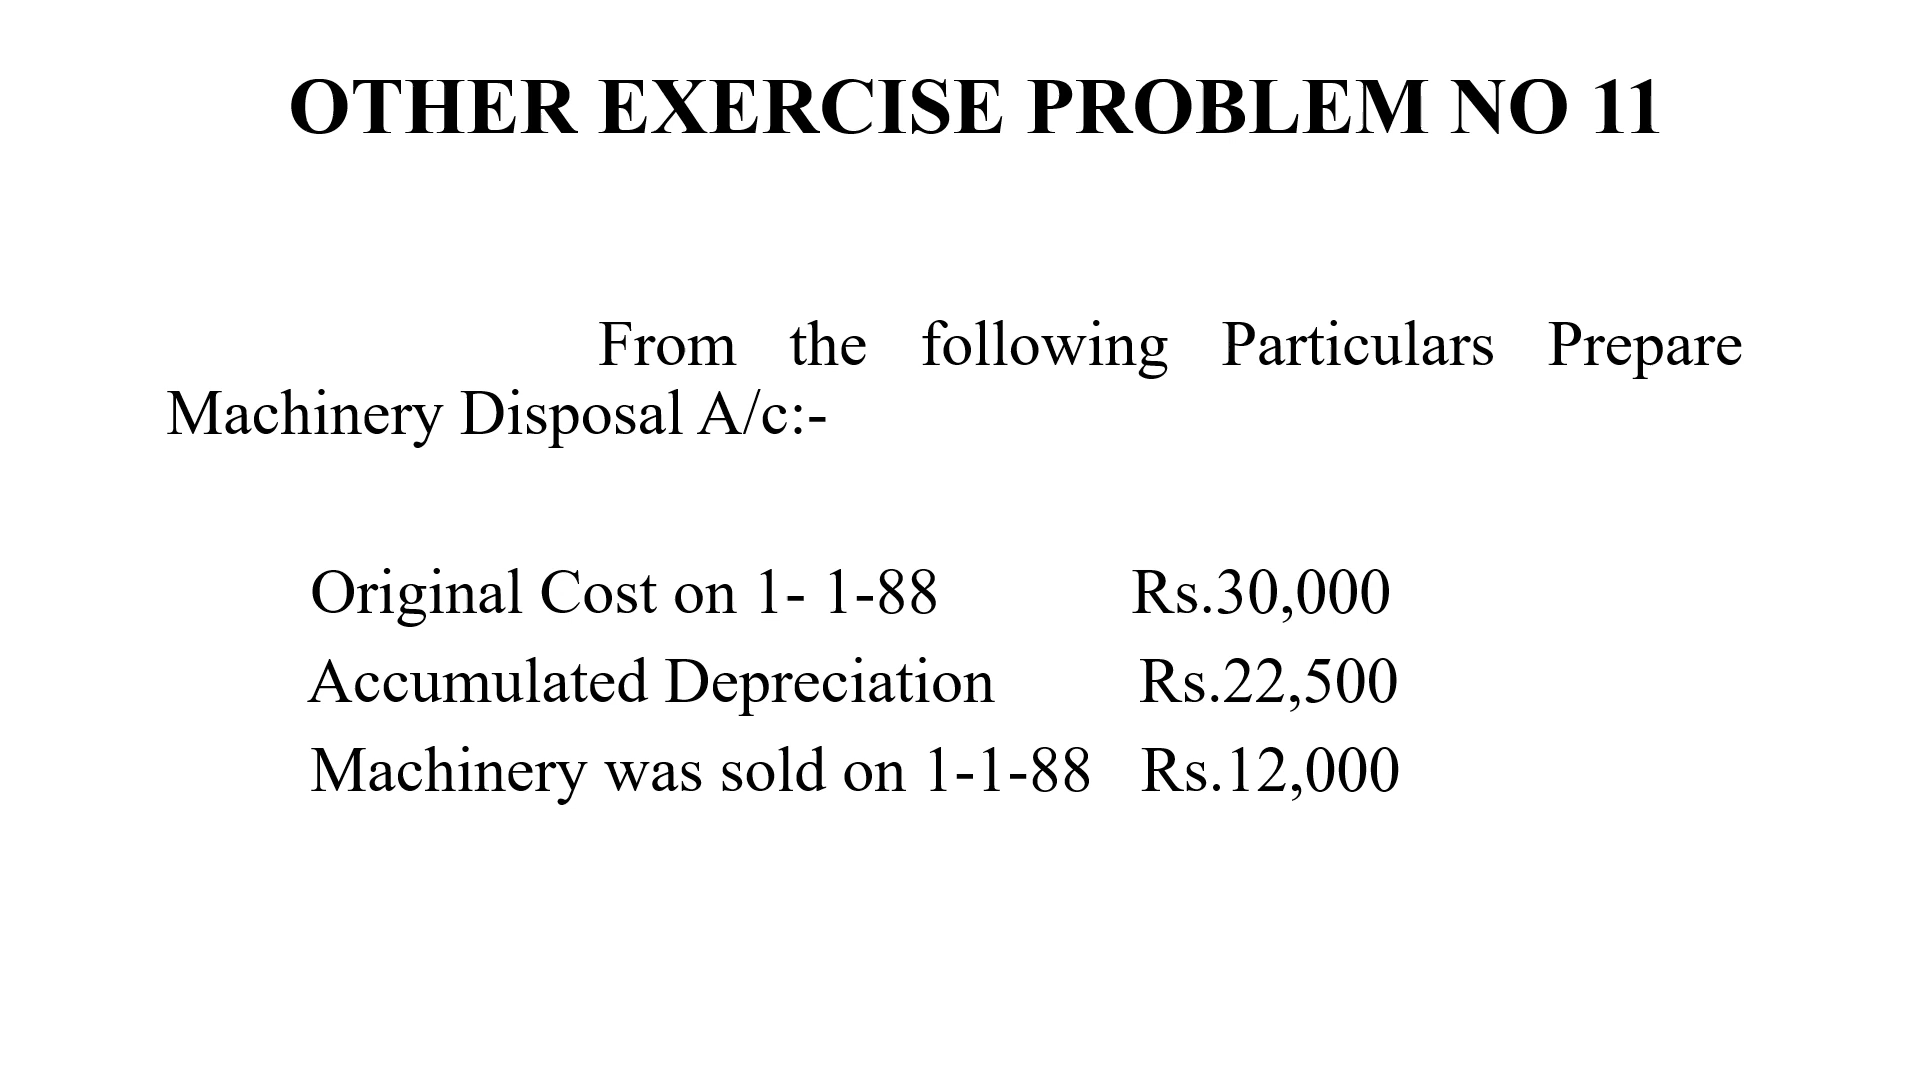 OTHER EXERCISE PROBLEM NO 11
From the following Particulars Prepare
Machinery Disposal A/c:-
Original Cost on 1- 1-88 Rs.30,000
Accumulated Depreciation Rs.22,500
Machinery was sold on 1-1-88 Rs.12,000